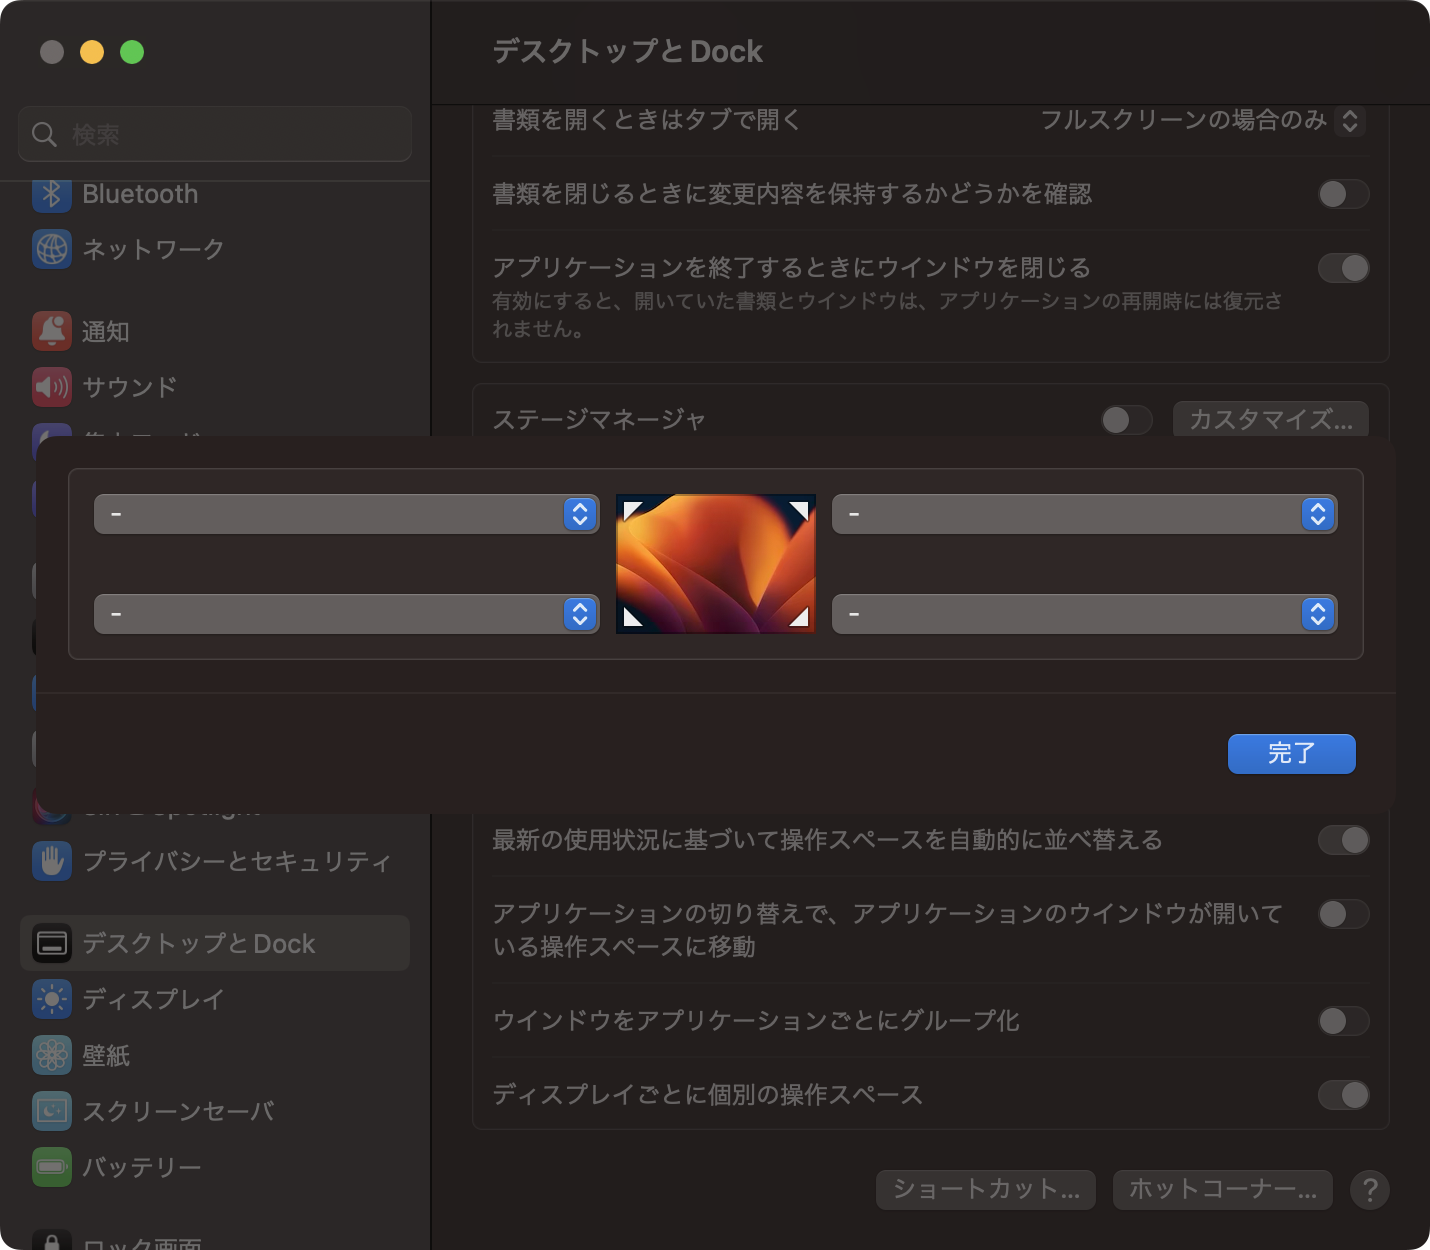 デスクトップとDock
検索
Bluetooth
ネットワーク
通知
サウンド
プライバシーとセキュリティ
デスクトップとDock
ディスプレイ
壁紙
スクリーンセーバ
バッテリー
ロック画面
書類を開くときはタブで開く
フルスクリーンの場合のみ
書類を閉じるときに変更内容を保持するかどうかを確認
アプリケーションを終了するときにウインドウを閉じる
有効にすると、開いていた書類とウインドウは、アプリケーションの再開時には復元さ
れません。
ステージマネージャ
カスタマイズ...
-
-
-
-
完了
最新の使用状況に基づいて操作スペースを自動的に並べ替える
アプリケーションの切り替えで、アプリケーションのウインドウが開いて
いる操作スペースに移動
ウインドウをアプリケーションごとにグループ化
ディスプレイごとに個別の操作スペース
ショートカット...
ホットコーナー...
?